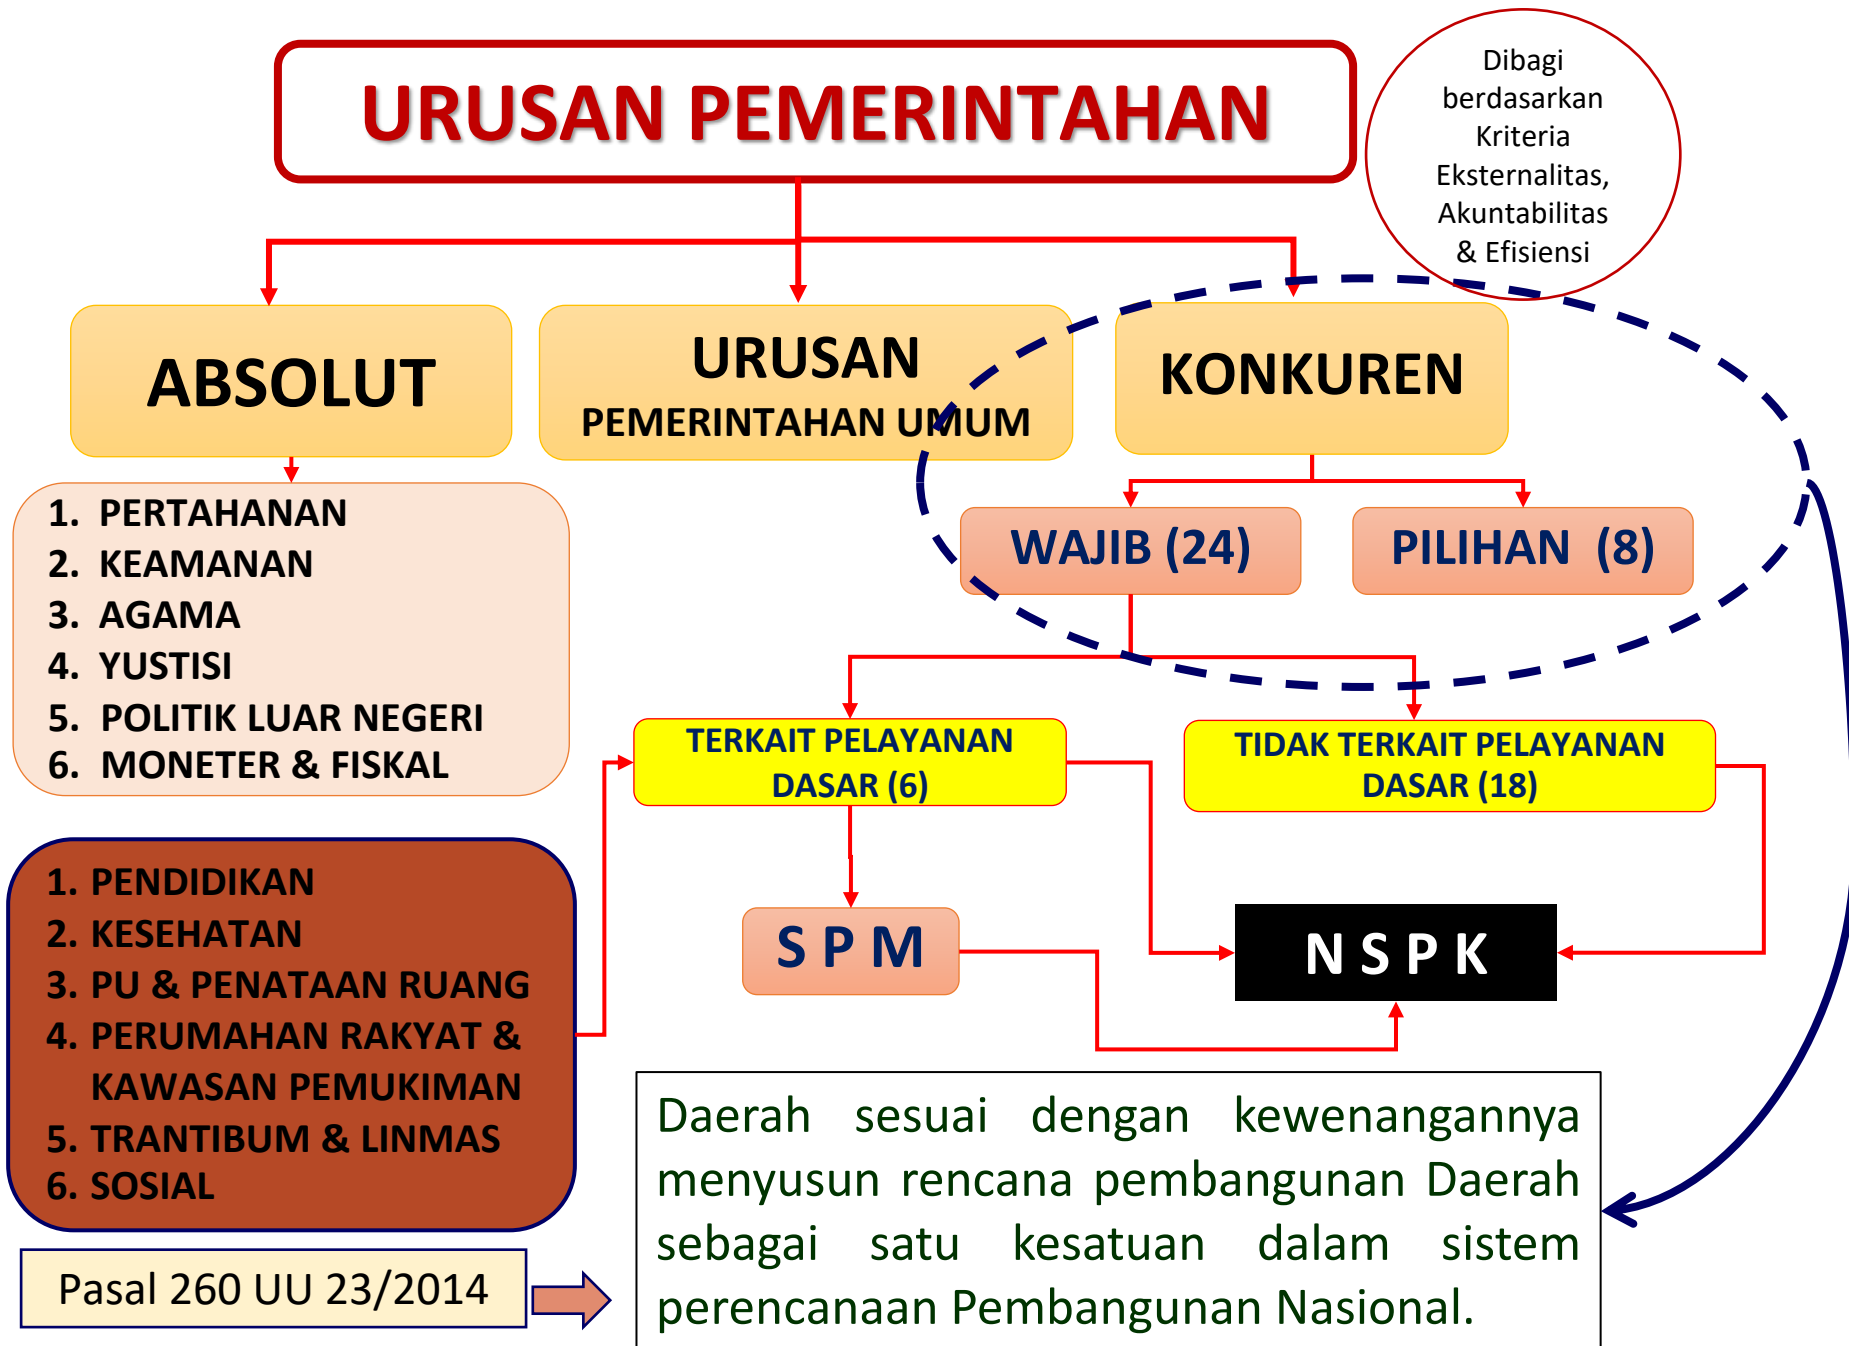 URUSAN PEMERINTAHAN
Dibagi
berdasarkan
Kriteria
Eksternalitas,
Akuntabilitas
& Efisiensi
ABSOLUT
URUSAN
PEMERINTAHAN UMUM
KONKUREN
1. PERTAHANAN
2. KEAMANAN
3. AGAMA
4. YUSTISI
5. POLITIK LUAR NEGERI
6. MONETER & FISKAL
WAJIB (24)
PILIHAN (8)
TERKAIT PELAYANAN
DASAR (6)
TIDAK TERKAIT PELAYANAN
DASAR (18)
1. PENDIDIKAN
2. KESEHATAN
3. PU & PENATAAN RUANG
4. PERUMAHAN RAKYAT &
KAWASAN PEMUKIMAN
5. TRANTIBUM & LINMAS
6. SOSIAL
S P M
N S P K
Pasal 260 UU 23/2014
Daerah sesuai dengan kewenangannya
menyusun rencana pembangunan Daerah
sebagai satu kesatuan dalam sistem
perencanaan Pembangunan Nasional.